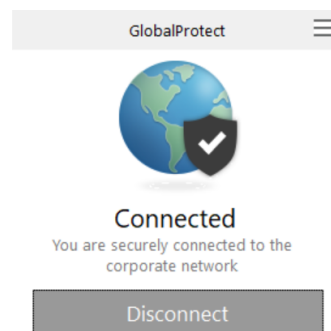 GlobalProtect
Connected
You are securely connected to the
corporate network
Disconnect